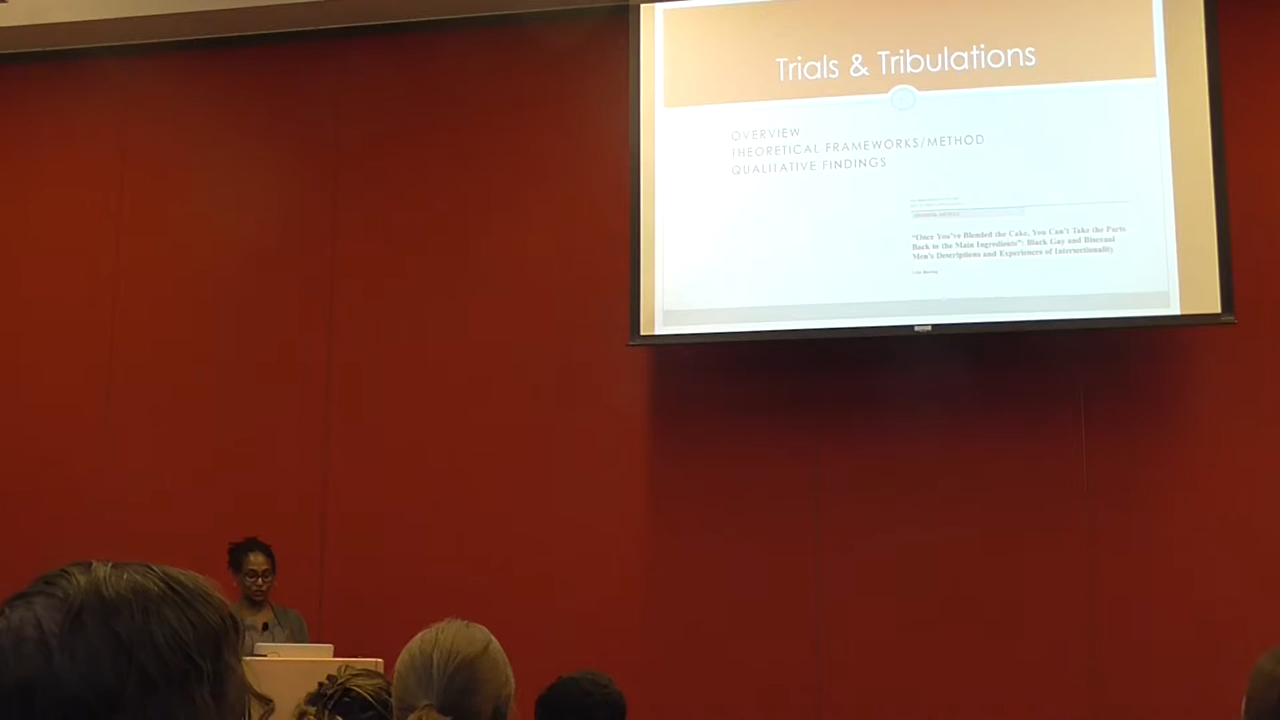 Trials & Tribulations
OVERVIEW
THEORETICAL FRAMEWORKS/METHOD
QUALITATIVE FINDINGS
"Once You've Blended the Cake, You Can't Take the Parts
Back to the Main Ingredients": Black Gay and Bisexual
Men's Descriptions and Experiences of Intersectionality